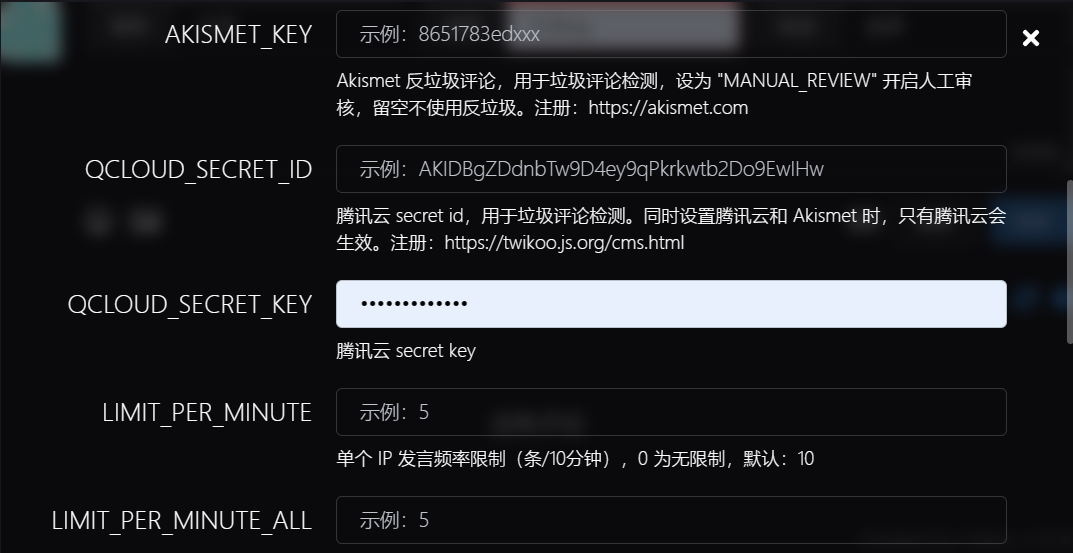 AKISMET_KEY
示例：8651783edxxx
Akismet 反垃圾评论，用于垃圾评论检测，设为 "MANUAL_REVIEW" 开启人工审
核，留空不使用反垃圾。注册：https://akismet.com
QCLOUD_SECRET_ID
示例：AKIDBgZDdnbTw9D4ey9qPkrkwtb2Do9EwIHw
腾讯云 secret id，用于垃圾评论检测。同时设置腾讯云和 Akismet 时，只有腾讯云会
生效。注册：https://twikoo.js.org/cms.html
QCLOUD_SECRET_KEY
•••••••••••••
腾讯云 secret key
LIMIT_PER_MINUTE
示例：5
单个 IP 发言频率限制（条/10分钟），0 为无限制，默认：10
LIMIT_PER_MINUTE_ALL
示例：5